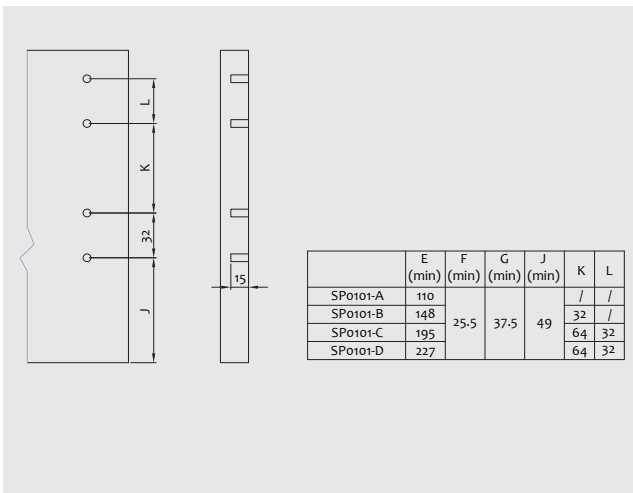 L
K
32
15
J
E F G J K L
(min) (min) (min) (min)
SP0101-A 110 25.5 37.5 49 / /
SP0101-B 148 32 /
SP0101-C 195 64 32
SP0101-D 227 64 32